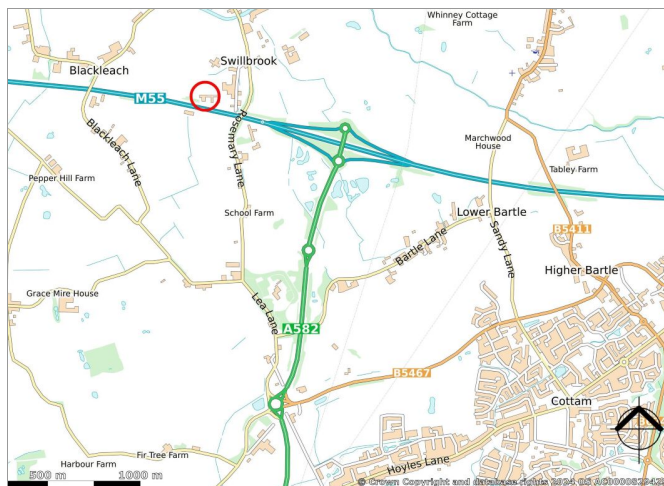 Whinney Cottage
Farm
Swillbrook
Blackleach
M55
Rosemary Lane
Blackleach Lane
Marchwood
House
Tabley Farm
Pepper Hill Farm
School Farm
Lower Bartle
B5411
Bartle Lane
Sandy Lane
Higher Bartle
Grace Mire House
Lea Lane
A582
B5467
Cottam
Fir Tree Farm
Harbour Farm
Hoyles Lane
500 m
1000 m
© Crown Copyright and database rights 2024 OS AC0000829429